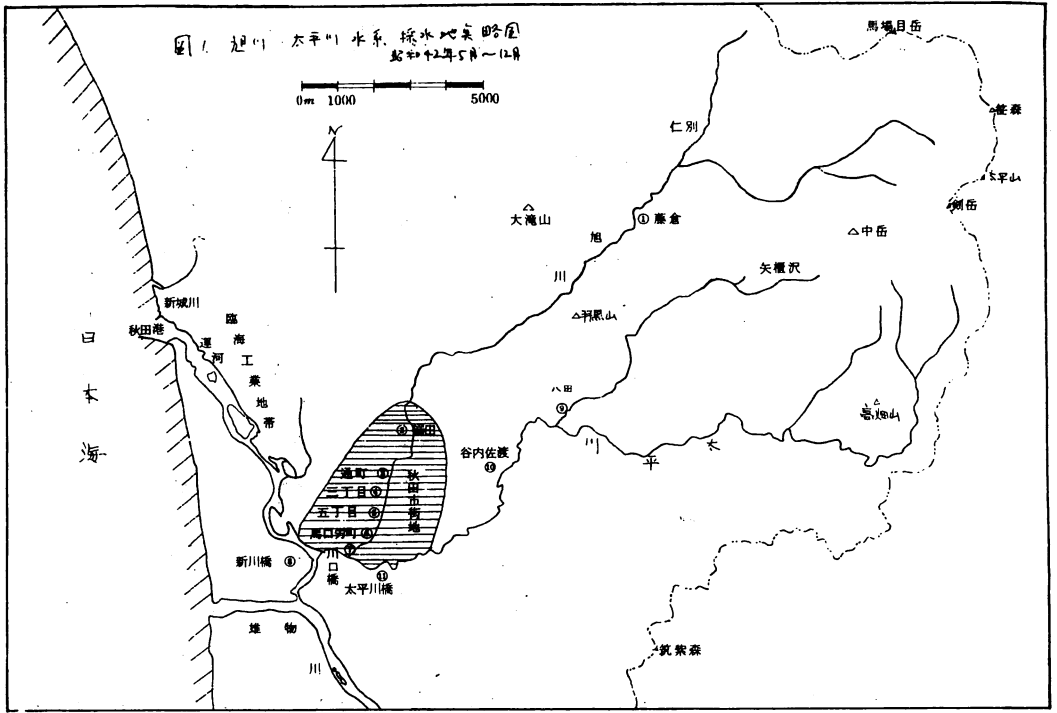 図1. 旭川 太平川 水系 採水地奌略図
昭和42年5月〜12月
0m 1000 5000
N
馬場目岳
笹森
太平山
剣岳
中岳
仁別
① 藤倉
大滝山
旭川
矢櫃沢
羽黒山
新城川
秋田港
運河
臨海工業地帯
日本海
⑨
高畑山
太平川
谷内佐渡
⑩
②
通町 ③
三丁目 ④
五丁目 ⑤
馬口労町 ⑥
⑦
川口橋
秋田市街地
新川橋 ⑧
⑪
太平川橋
雄物川
筑紫森